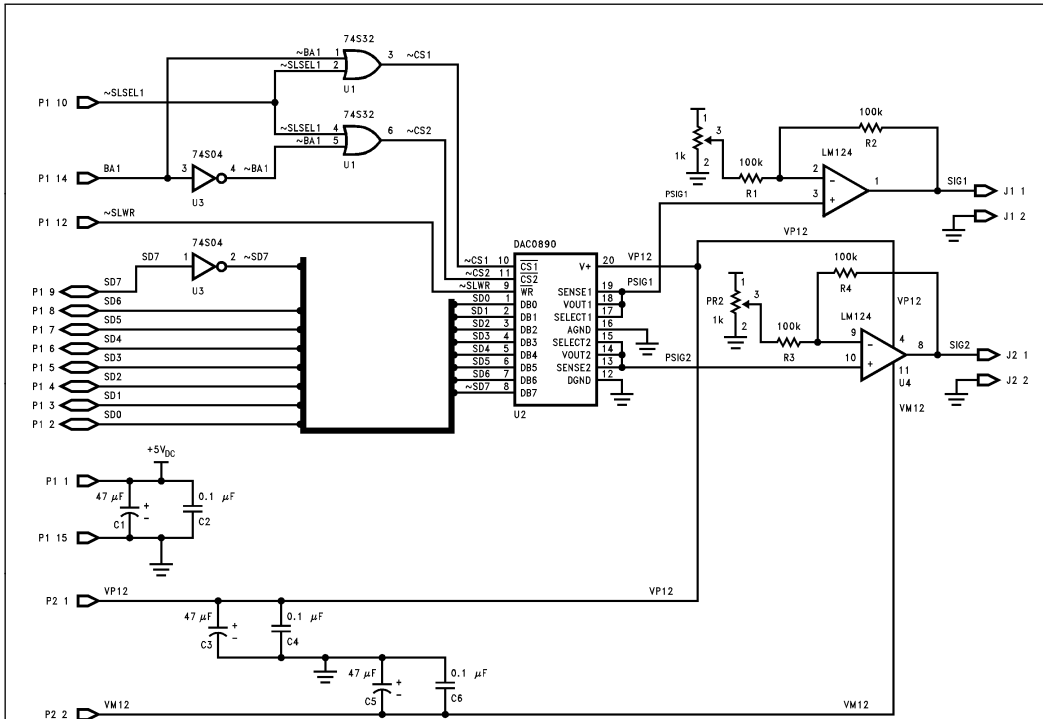 74S32
~BA1 1
~SLSEL1 2
3 ~CS1
U1
P1 10 ~SLSEL1
74S32
~SLSEL1 4
~BA1 5
6 ~CS2
U1
74S04
P1 14 BA1 3 4 ~BA1
U3
P1 12 ~SLWR
74S04
SD7 1 2 ~SD7
U3
P1 9 SD7
P1 8 SD6
P1 7 SD5
P1 6 SD4
P1 5 SD3
P1 4 SD2
P1 3 SD1
P1 2 SD0
DAC0890
~CS1 10 CS1 V+ 20 VP12
~CS2 11 CS2
~SLWR 9 WR SENSE1 19 PSIG1
SD0 1 DB0 VOUT1 18
SD1 2 DB1 SELECT1 17
SD2 3 DB2 AGND 16
SD3 4 DB3 SELECT2 15
SD4 5 DB4 VOUT2 14
SD5 6 DB5 SENSE2 13
SD6 7 DB6 DGND 12
~SD7 8 DB7
U2
PSIG1
PSIG2
1
3
1k 2
100k
R1
100k
R2
LM124
2 -
3 +
1
SIG1 J1 1
J1 2
VP12
1
PR2 3
1k 2
100k
R3
100k
R4
VP12
LM124
9 -
10 +
4
8
11
U4
SIG2 J2 1
J2 2
VM12
+5VDC
P1 1
47 µF + -
C1
0.1 µF
C2
P1 15
P2 1 VP12 VP12
47 µF + -
C3
0.1 µF
C4
47 µF + -
C5
0.1 µF
C6
P2 2 VM12 VM12